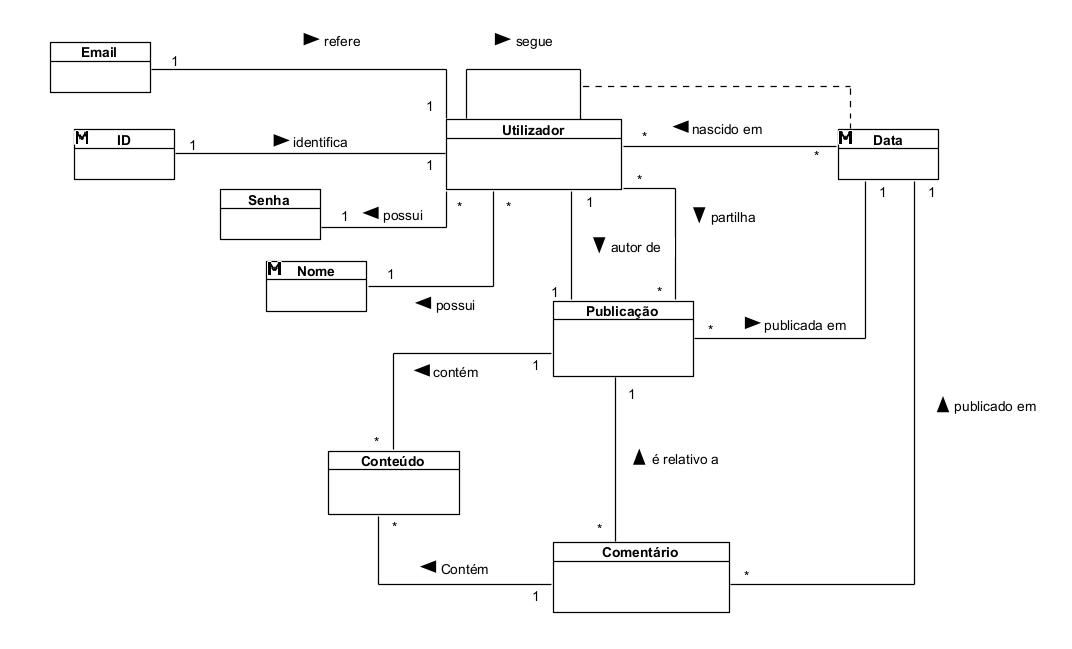 refere
segue
Email
1
1
Utilizador
nascido em
*
*
M ID
1
identifica
1
M Data
Senha
1
possui
*
*
1
*
partilha
1
1
autor de
M Nome
1
possui
1
*
Publicação
*
publicada em
contém
1
1
publicado em
*
Conteúdo
é relativo a
*
*
Comentário
Contém
1
*